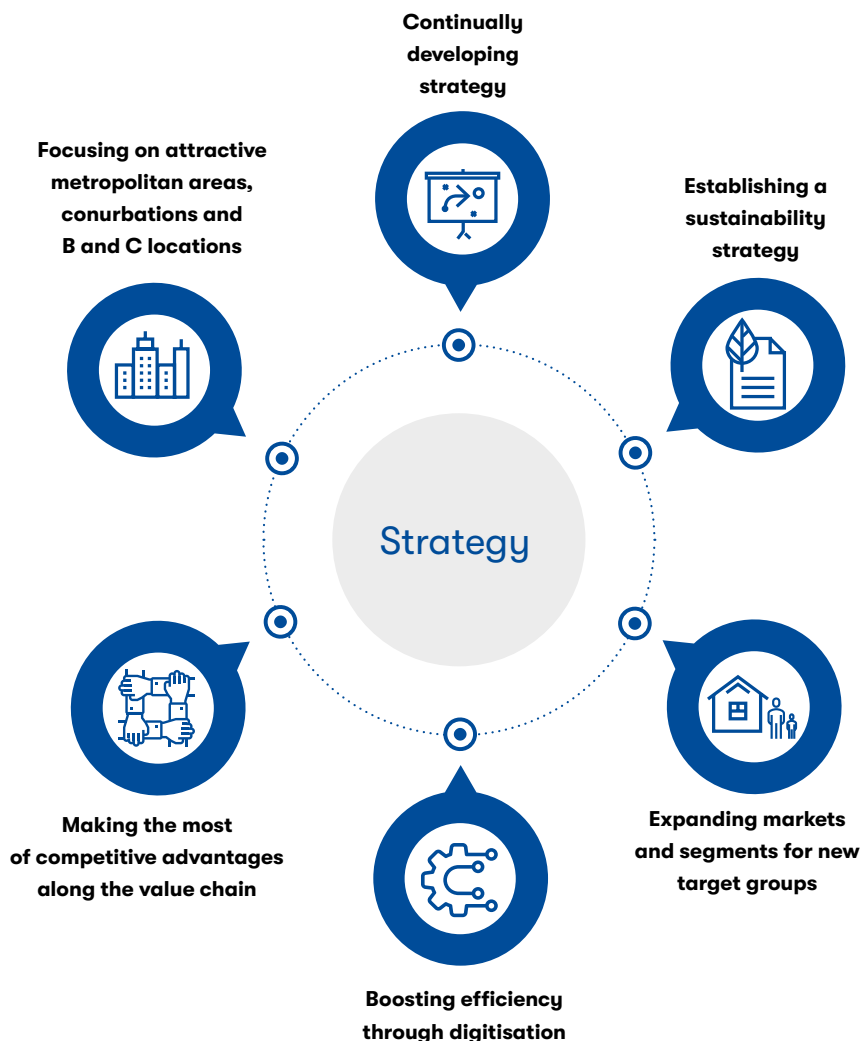 Continually
developing
strategy
Focusing on attractive
metropolitan areas,
conurbations and
B and C locations
Establishing a
sustainability
strategy
Strategy
Making the most
of competitive advantages
along the value chain
Expanding markets
and segments for new
target groups
Boosting efficiency
through digitisation